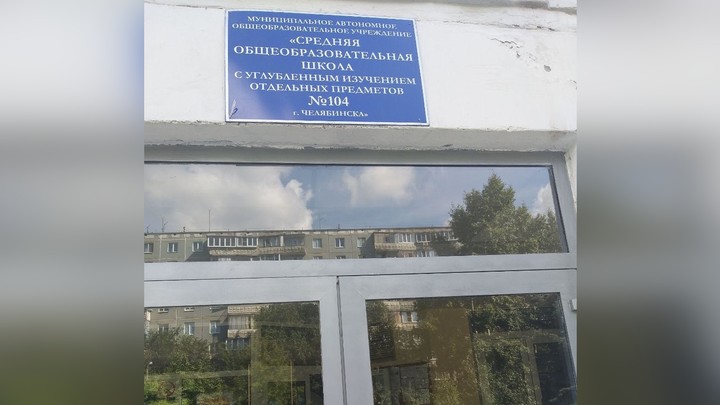 МУНИЦИПАЛЬНОЕ АВТОНОМНОЕ
ОБЩЕОБРАЗОВАТЕЛЬНОЕ УЧРЕЖДЕНИЕ
«СРЕДНЯЯ
ОБЩЕОБРАЗОВАТЕЛЬНАЯ
ШКОЛА
С УГЛУБЛЕННЫМ ИЗУЧЕНИЕМ
ОТДЕЛЬНЫХ ПРЕДМЕТОВ
№104
г. ЧЕЛЯБИНСКА»